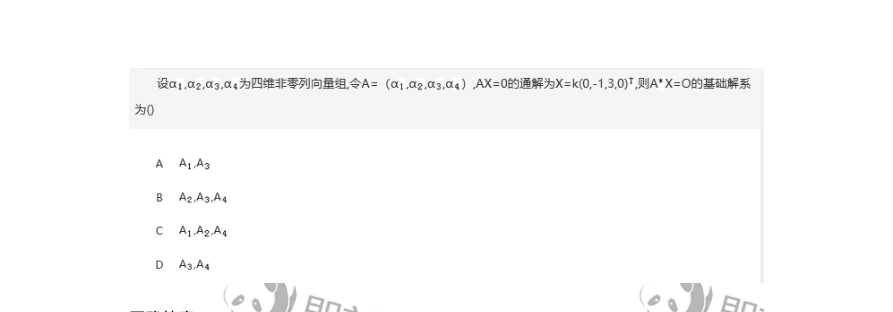 设α₁,α₂,α₃,α₄为四维非零列向量组,令A=（α₁,α₂,α₃,α₄）,AX=0的通解为X=k(0,-1,3,0)ᵀ,则A*X=O的基础解系
为()
A A₁,A₃
B A₂,A₃,A₄
C A₁,A₂,A₄
D A₃,A₄